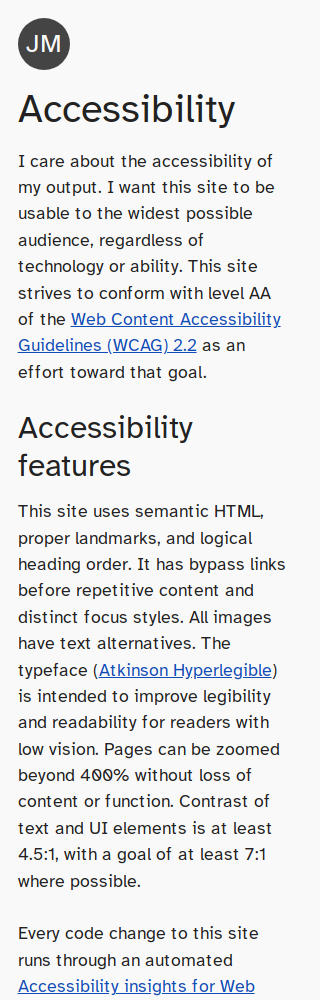 JM
Accessibility
I care about the accessibility of
my output. I want this site to be
usable to the widest possible
audience, regardless of
technology or ability. This site
strives to conform with level AA
of the Web Content Accessibility
Guidelines (WCAG) 2.2 as an
effort toward that goal.
Accessibility
features
This site uses semantic HTML,
proper landmarks, and logical
heading order. It has bypass links
before repetitive content and
distinct focus styles. All images
have text alternatives. The
typeface (Atkinson Hyperlegible)
is intended to improve legibility
and readability for readers with
low vision. Pages can be zoomed
beyond 400% without loss of
content or function. Contrast of
text and UI elements is at least
4.5:1, with a goal of at least 7:1
where possible.
Every code change to this site
runs through an automated
Accessibility insights for Web